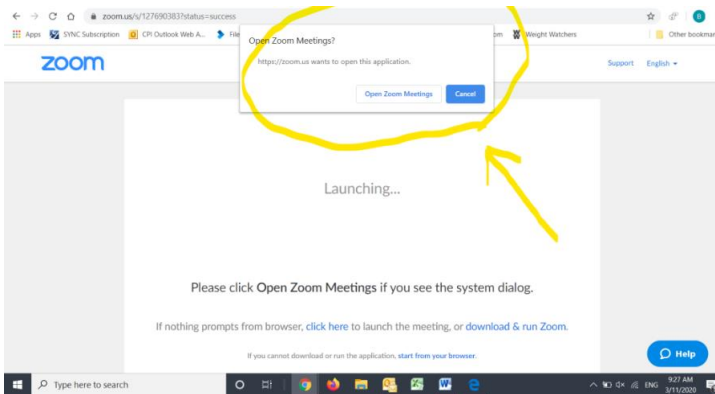 zoom.us/s/127690383?status=success
B
Apps SYNC Subscription CPI Outlook Web A... File om Weight Watchers Other bookmar
Open Zoom Meetings?
https://zoom.us wants to open this application.
Open Zoom Meetings Cancel
zoom Support English
Launching...
Please click Open Zoom Meetings if you see the system dialog.
If nothing prompts from browser, click here to launch the meeting, or download & run Zoom.
If you cannot download or run the application, start from your browser.
Help
Type here to search ENG 9:27 AM
3/11/2020